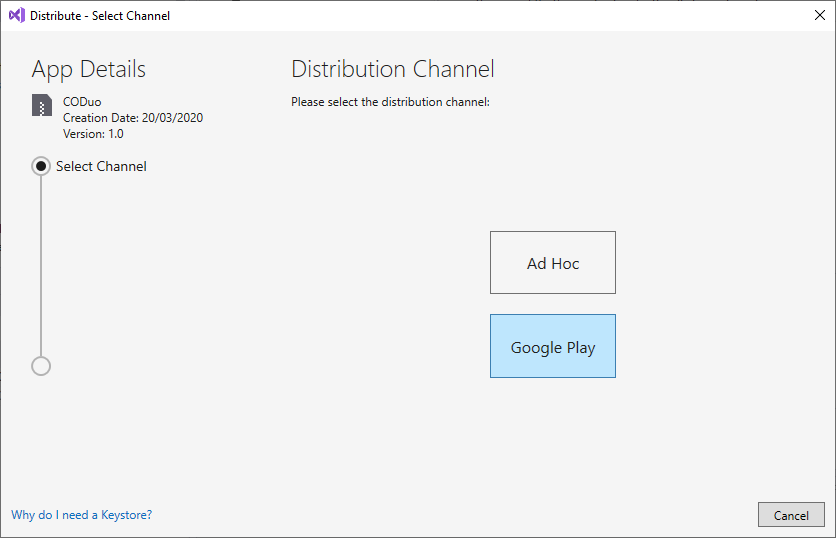 Distribute - Select Channel
App Details
CODuo
Creation Date: 20/03/2020
Version: 1.0
Select Channel
Distribution Channel
Please select the distribution channel:
Ad Hoc
Google Play
Why do I need a Keystore?
Cancel